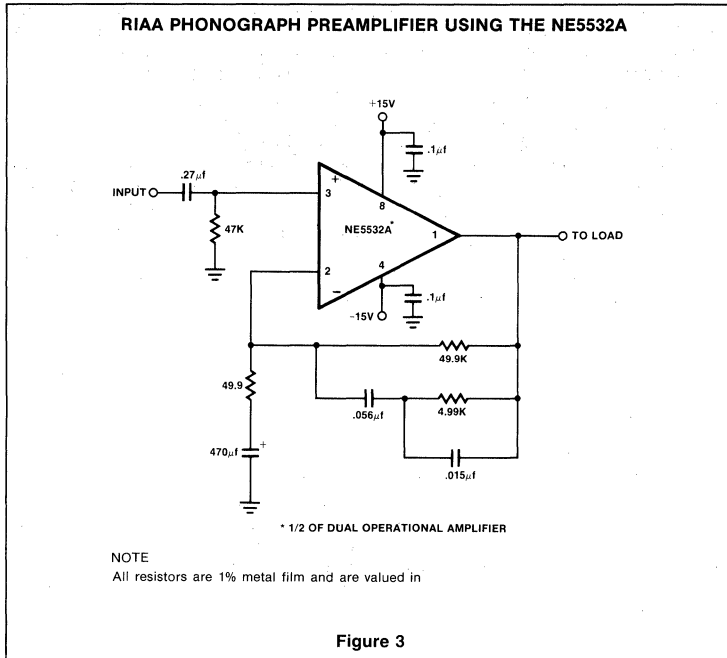 RIAA PHONOGRAPH PREAMPLIFIER USING THE NE5532A
+15V
.1μf
.27μf
INPUT
+
3
8
47K
NE5532A*
1
TO LOAD
2
4
−
.1μf
-15V
49.9K
49.9
.056μf
4.99K
470μf
+
.015μf
* 1/2 OF DUAL OPERATIONAL AMPLIFIER
NOTE
All resistors are 1% metal film and are valued in
Figure 3